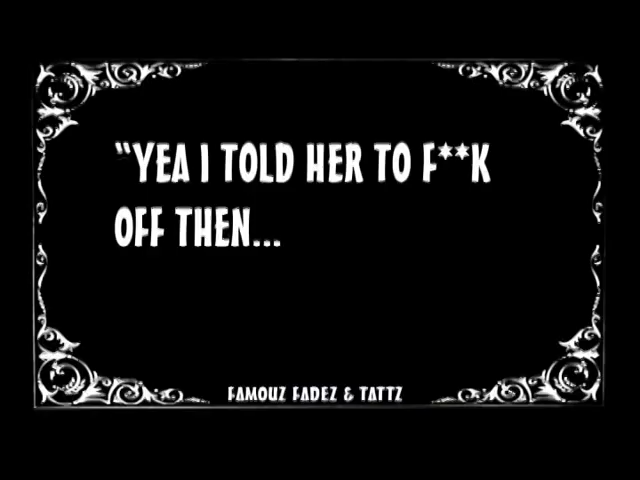 "YEA I TOLD HER TO F**K
OFF THEN...
FAMOUZ FADEZ & TATTZ